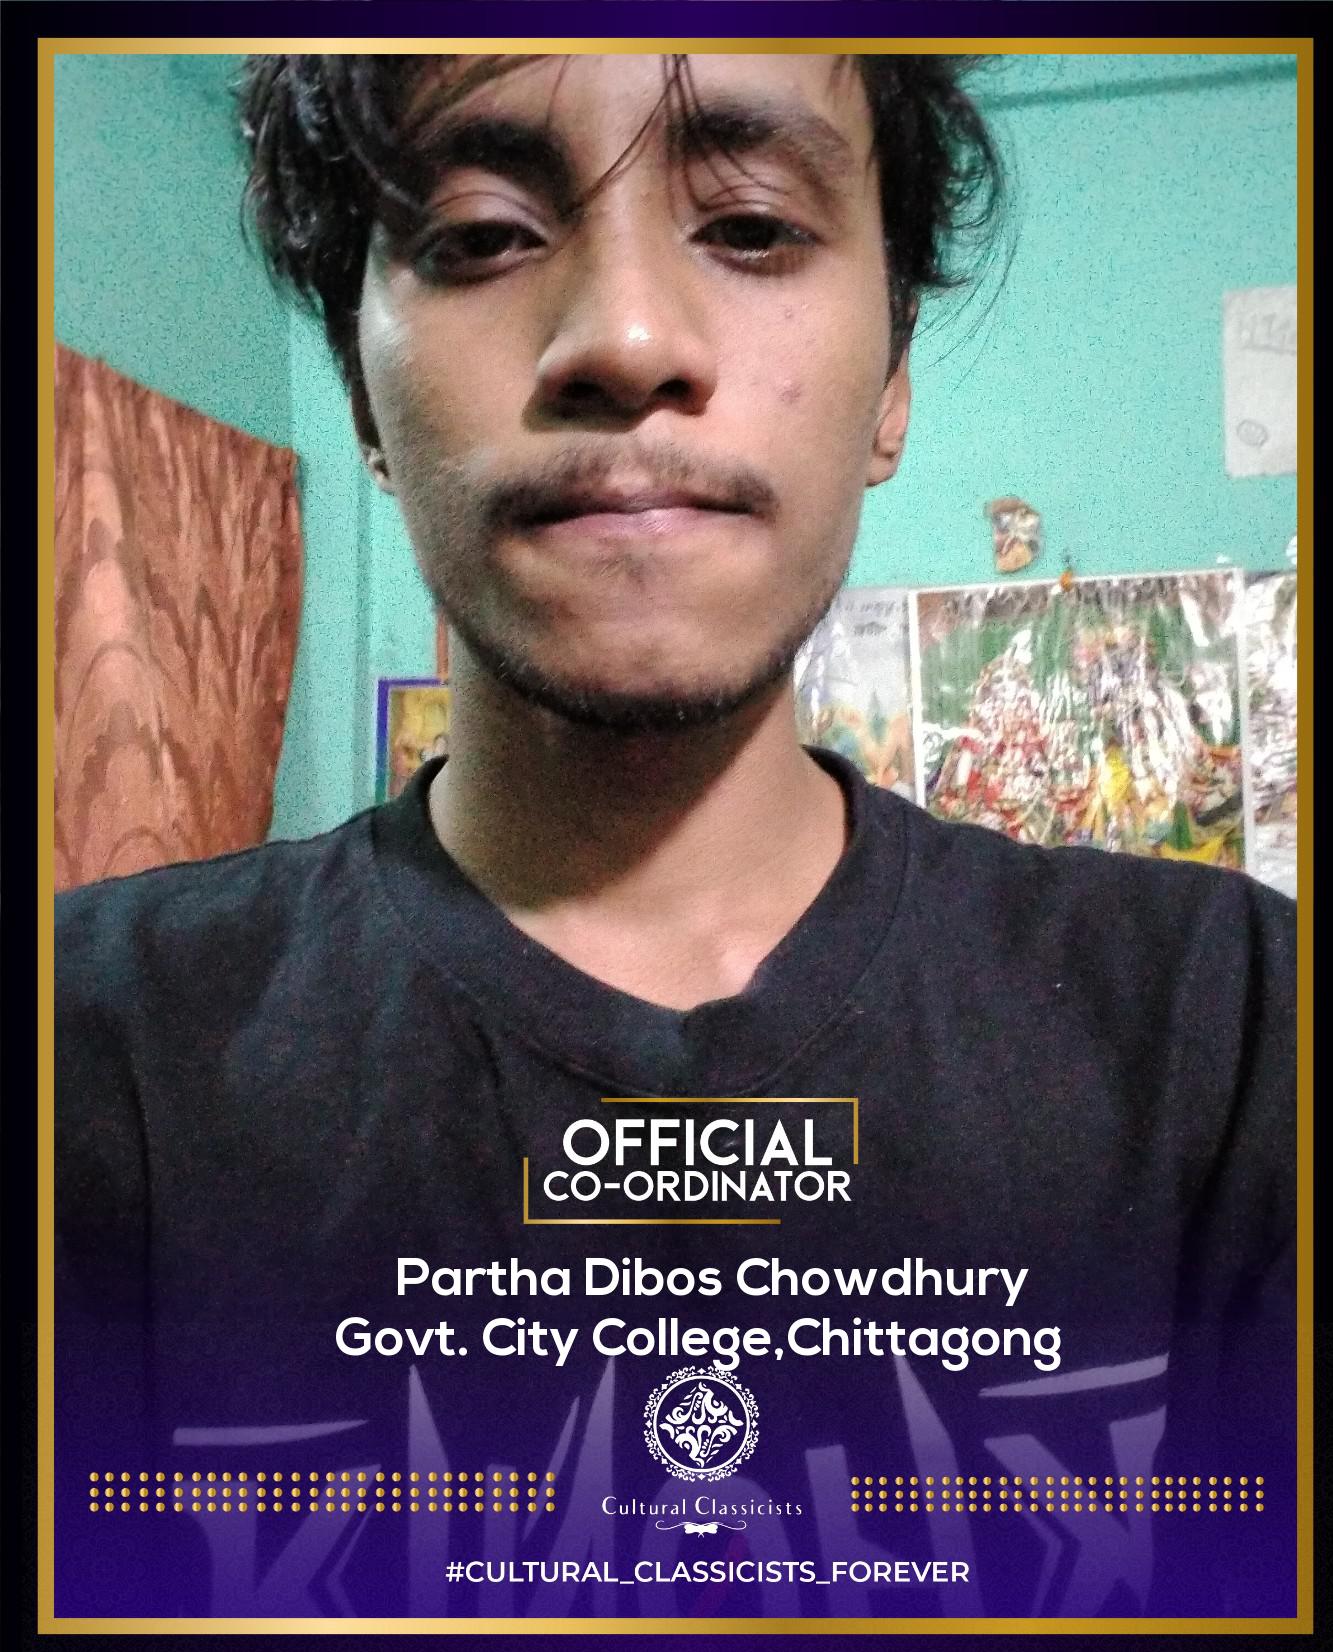 OFFICIAL
CO-ORDINATOR
Partha Dibos Chowdhury
Govt. City College,Chittagong
Cultural Classicists
#CULTURAL_CLASSICISTS_FOREVER